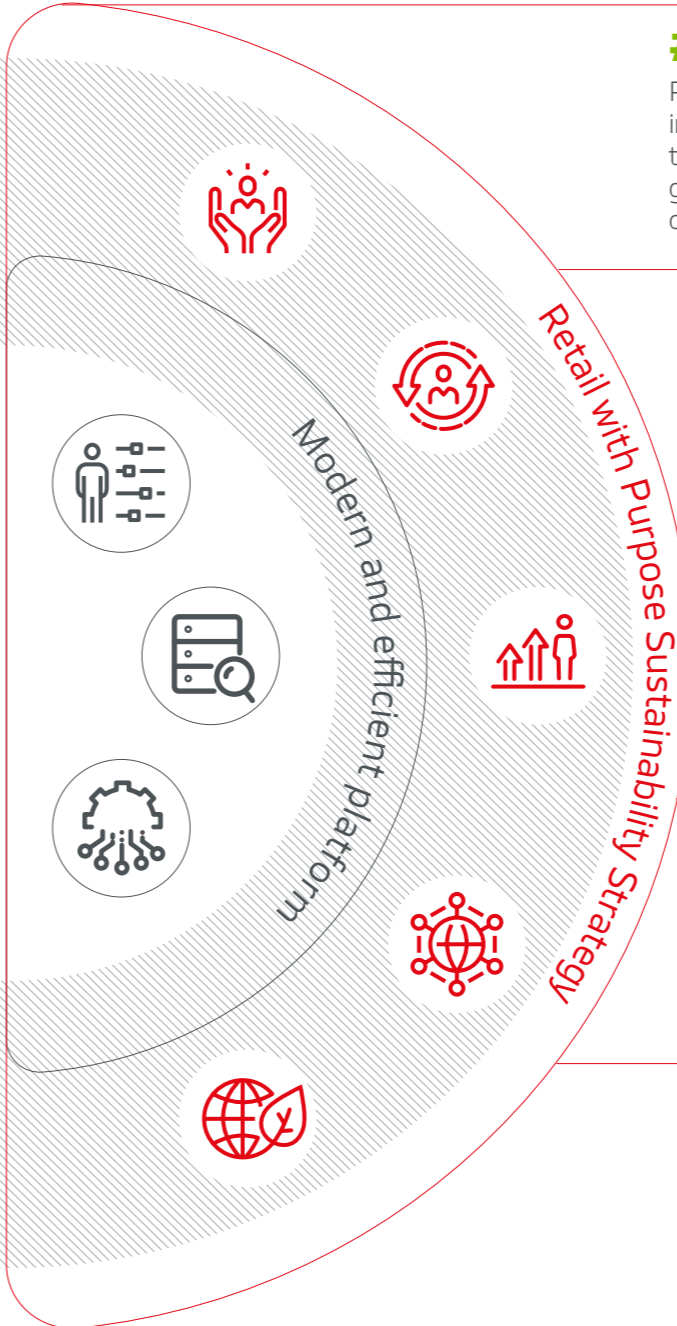 Modern and efficient platform
Retail with Purpose Sustainability Strategy